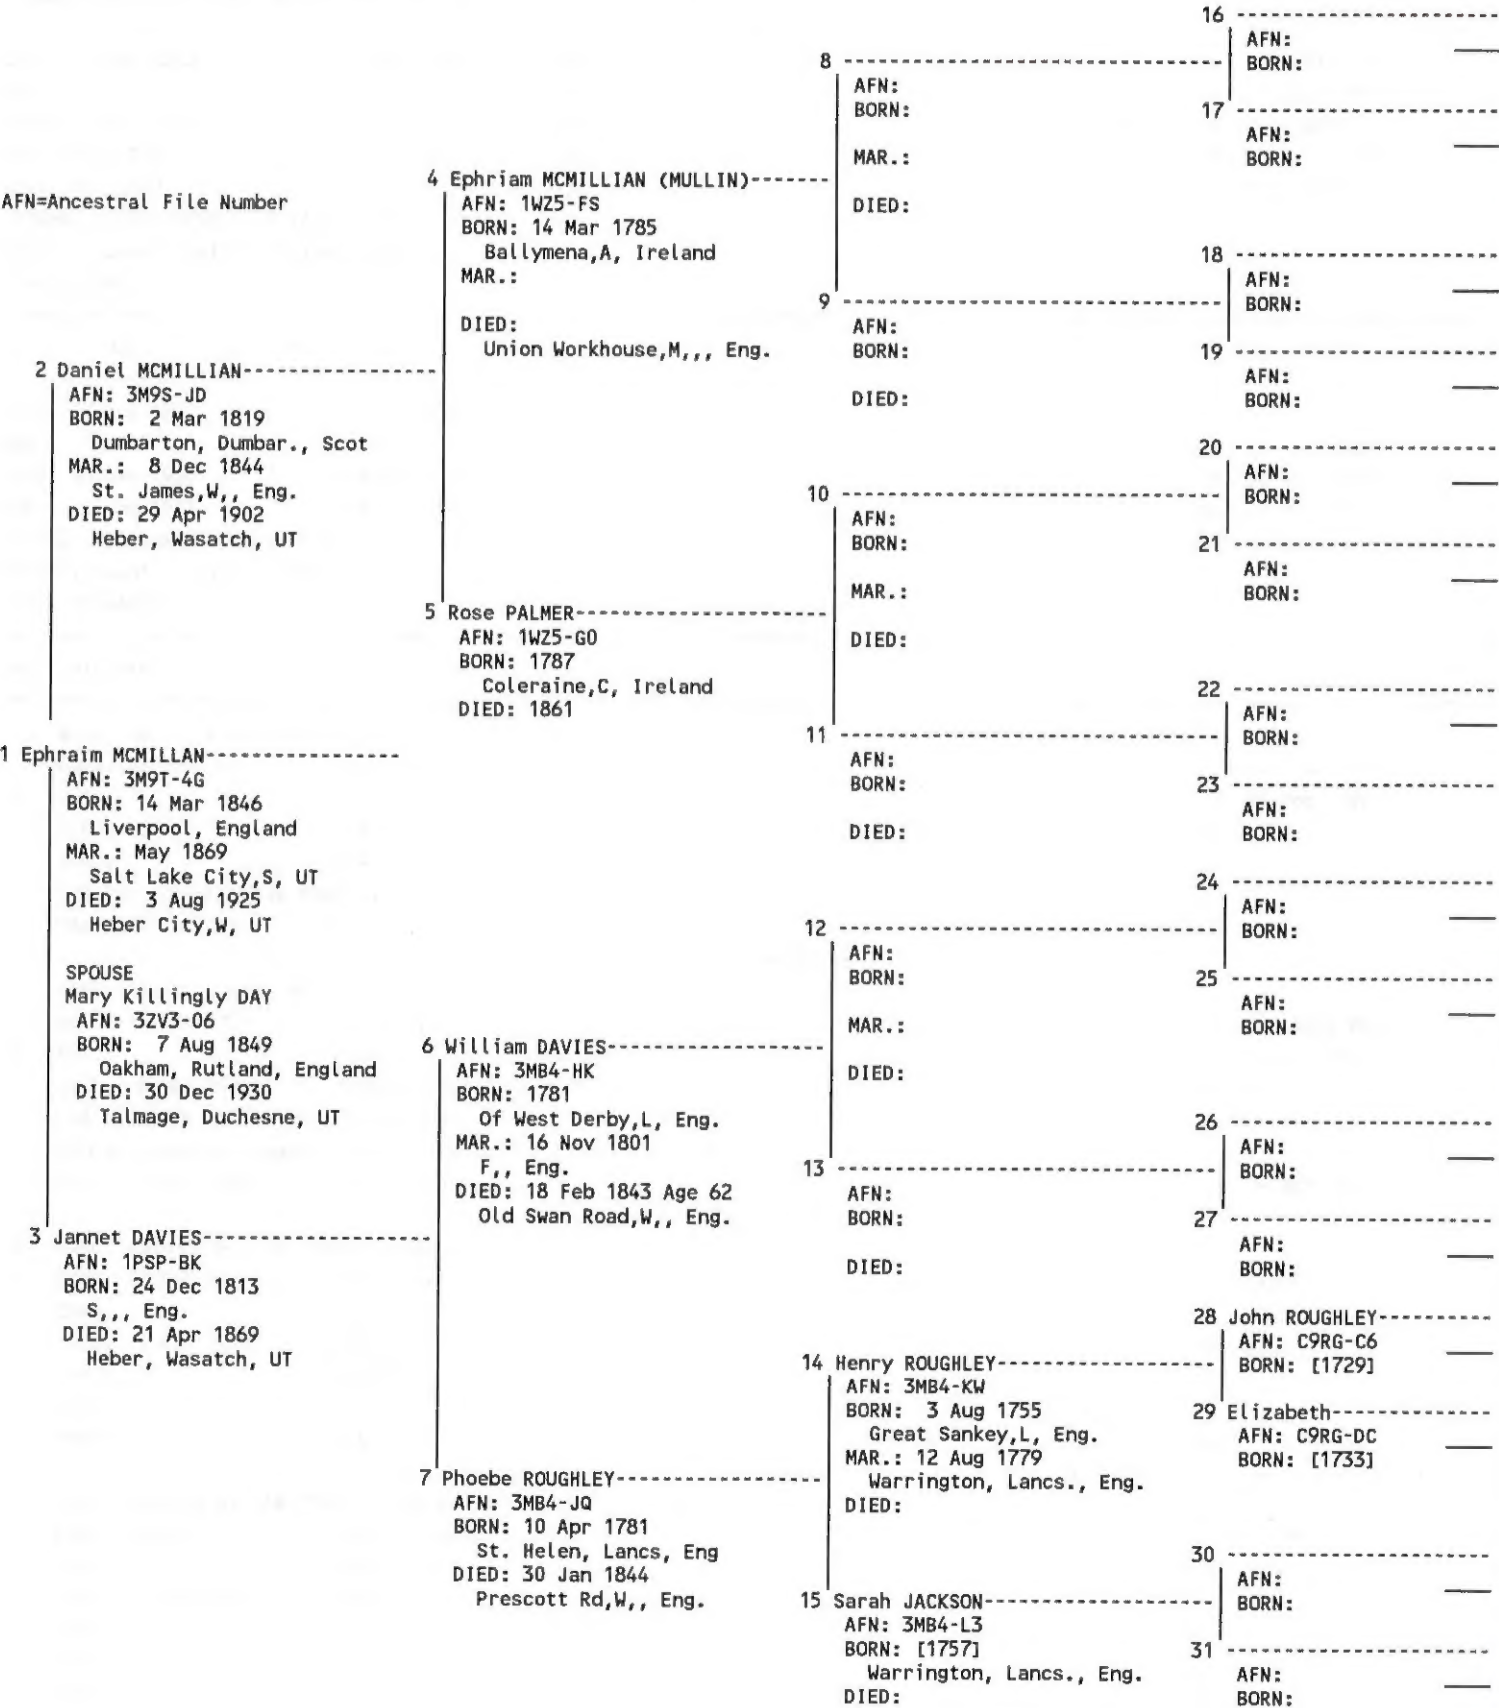 AFN=Ancestral File Number
1 Ephraim MCMILLAN----------------
AFN: 3M9T-4G
BORN: 14 Mar 1846
Liverpool, England
MAR.: May 1869
Salt Lake City,S, UT
DIED: 3 Aug 1925
Heber City,W, UT
SPOUSE
Mary Killingly DAY
AFN: 3ZV3-06
BORN: 7 Aug 1849
Oakham, Rutland, England
DIED: 30 Dec 1930
Talmage, Duchesne, UT
2 Daniel MCMILLIAN----------------
AFN: 3M9S-JD
BORN: 2 Mar 1819
Dumbarton, Dumbar., Scot
MAR.: 8 Dec 1844
St. James,W,, Eng.
DIED: 29 Apr 1902
Heber, Wasatch, UT
3 Jannet DAVIES-------------------
AFN: 1PSP-BK
BORN: 24 Dec 1813
S,,, Eng.
DIED: 21 Apr 1869
Heber, Wasatch, UT
4 Ephriam MCMILLIAN (MULLIN)-------
AFN: 1WZ5-FS
BORN: 14 Mar 1785
Ballymena,A, Ireland
MAR.:
DIED:
Union Workhouse,M,,, Eng.
5 Rose PALMER---------------------
AFN: 1WZ5-G0
BORN: 1787
Coleraine,C, Ireland
DIED: 1861
6 William DAVIES------------------
AFN: 3MB4-HK
BORN: 1781
Of West Derby,L, Eng.
MAR.: 16 Nov 1801
F,, Eng.
DIED: 18 Feb 1843 Age 62
Old Swan Road,W,, Eng.
7 Phoebe ROUGHLEY-----------------
AFN: 3MB4-JQ
BORN: 10 Apr 1781
St. Helen, Lancs, Eng
DIED: 30 Jan 1844
Prescott Rd,W,, Eng.
8 --------------------------------
AFN:
BORN:
MAR.:
DIED:
9 --------------------------------
AFN:
BORN:
DIED:
10 --------------------------------
AFN:
BORN:
MAR.:
DIED:
11 --------------------------------
AFN:
BORN:
DIED:
12 --------------------------------
AFN:
BORN:
MAR.:
DIED:
13 --------------------------------
AFN:
BORN:
DIED:
14 Henry ROUGHLEY------------------
AFN: 3MB4-KW
BORN: 3 Aug 1755
Great Sankey,L, Eng.
MAR.: 12 Aug 1779
Warrington, Lancs., Eng.
DIED:
15 Sarah JACKSON-------------------
AFN: 3MB4-L3
BORN: [1757]
Warrington, Lancs., Eng.
DIED:
16 ----------------------
AFN:
BORN:
17 ----------------------
AFN:
BORN:
18 ----------------------
AFN:
BORN:
19 ----------------------
AFN:
BORN:
20 ----------------------
AFN:
BORN:
21 ----------------------
AFN:
BORN:
22 ----------------------
AFN:
BORN:
23 ----------------------
AFN:
BORN:
24 ----------------------
AFN:
BORN:
25 ----------------------
AFN:
BORN:
26 ----------------------
AFN:
BORN:
27 ----------------------
AFN:
BORN:
28 John ROUGHLEY----------
AFN: C9RG-C6
BORN: [1729]
29 Elizabeth--------------
AFN: C9RG-DC
BORN: [1733]
30 ----------------------
AFN:
BORN:
31 ----------------------
AFN:
BORN: